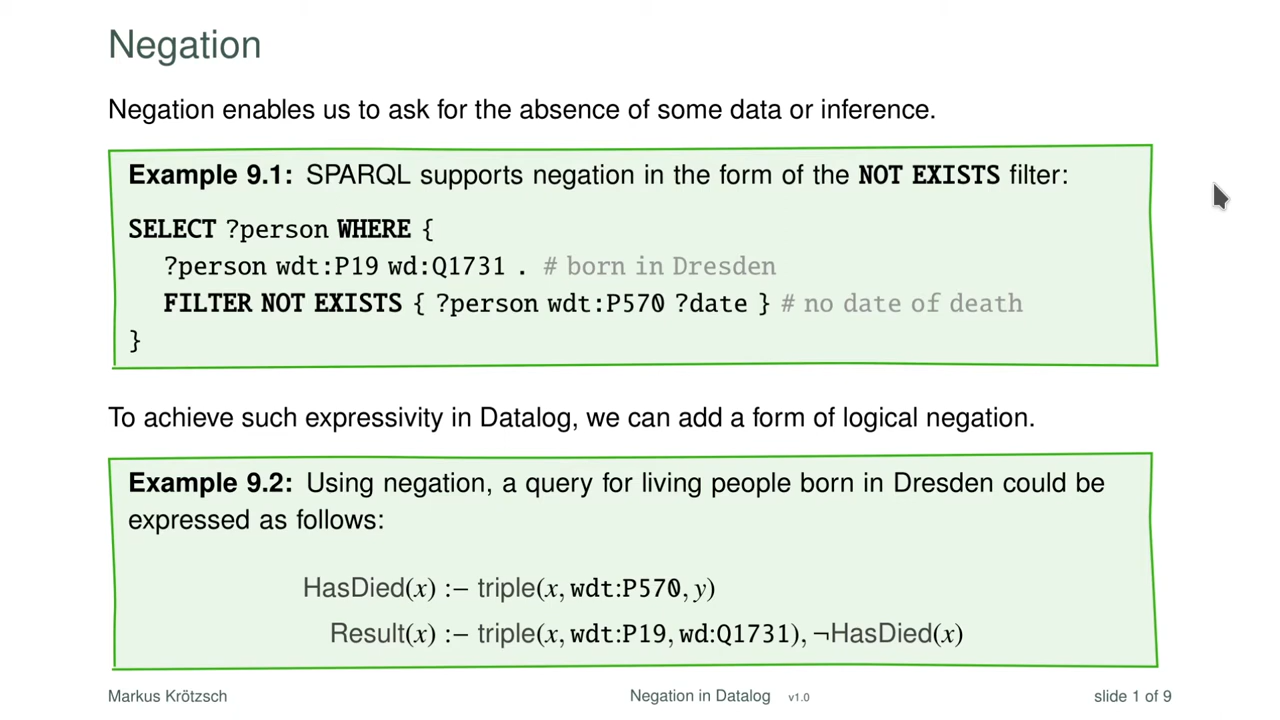 Negation
Negation enables us to ask for the absence of some data or inference.
Example 9.1: SPARQL supports negation in the form of the NOT EXISTS filter:
SELECT ?person WHERE {
?person wdt:P19 wd:Q1731 . # born in Dresden
FILTER NOT EXISTS { ?person wdt:P570 ?date } # no date of death
}
To achieve such expressivity in Datalog, we can add a form of logical negation.
Example 9.2: Using negation, a query for living people born in Dresden could be
expressed as follows:
HasDied(x) :− triple(x, wdt:P570, y)
Result(x) :− triple(x, wdt:P19, wd:Q1731), ¬HasDied(x)
Markus Krötzsch Negation in Datalog v1.0 slide 1 of 9